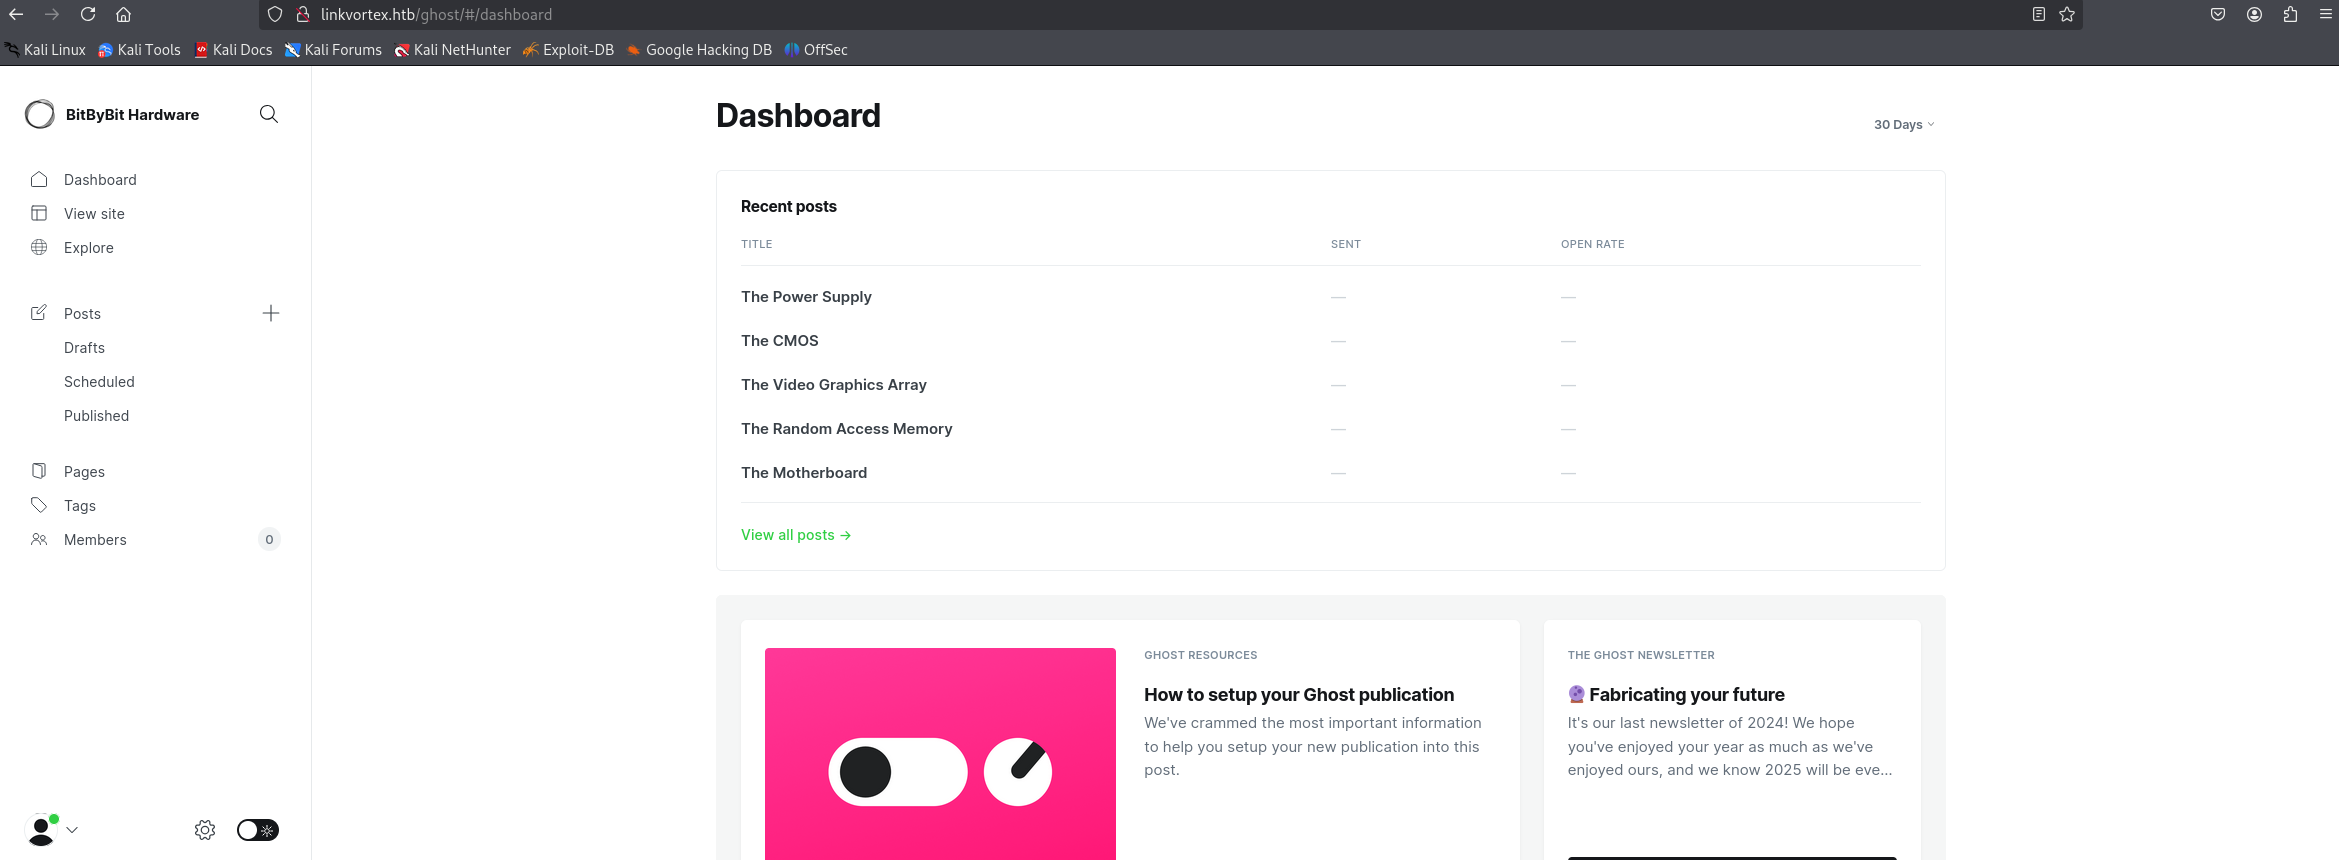 linkvortex.htb/ghost/#/dashboard
Kali Linux Kali Tools Kali Docs Kali Forums Kali NetHunter Exploit-DB Google Hacking DB OffSec
BitByBit Hardware
Dashboard
View site
Explore
Posts
Drafts
Scheduled
Published
Pages
Tags
Members 0
Dashboard
30 Days
Recent posts
TITLE SENT OPEN RATE
The Power Supply — —
The CMOS — —
The Video Graphics Array — —
The Random Access Memory — —
The Motherboard — —
View all posts →
GHOST RESOURCES
How to setup your Ghost publication
We've crammed the most important information
to help you setup your new publication into this
post.
THE GHOST NEWSLETTER
🔮 Fabricating your future
It's our last newsletter of 2024! We hope
you've enjoyed your year as much as we've
enjoyed ours, and we know 2025 will be eve...